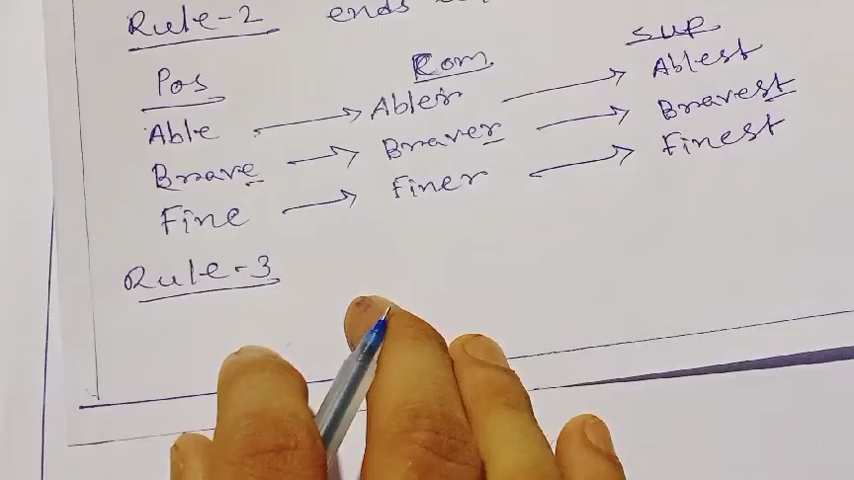 Rule-2 ends
Pos Com Sup
Able → Abler → Ablest
Brave → Braver → Bravest
Fine → Finer → Finest
Rule-3